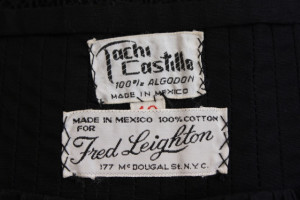 Tachi
Castillo
100% ALGODON
MADE IN MEXICO
MADE IN MEXICO 100% COTTON
FOR
Fred Leighton
177 McDOUGAL St. N.Y.C.